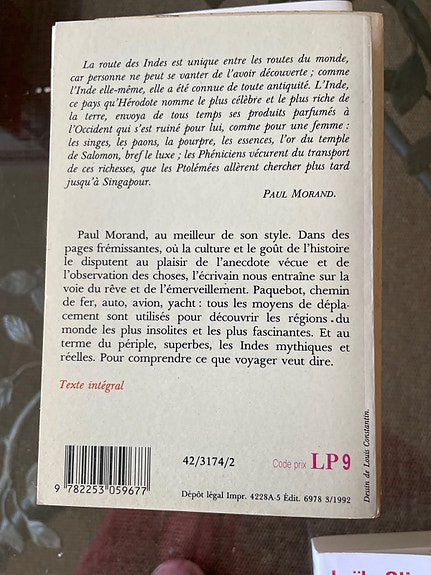 La route des Indes est unique entre les routes du monde,
car personne ne peut se vanter de l'avoir découverte ; comme
l'Inde elle-même, elle a été connue de toute antiquité. L'Inde,
ce pays qu'Hérodote nomme le plus célèbre et le plus riche de
la terre, envoya de tous temps ses produits parfumés à
l'Occident qui s'est ruiné pour lui, comme pour une femme :
les singes, les paons, la pourpre, les essences, l'or du temple
de Salomon, bref le luxe ; les Phéniciens vécurent du transport
de ces richesses, que les Ptolémées allèrent chercher plus tard
jusqu'à Singapour.
PAUL MORAND.
Paul Morand, au meilleur de son style. Dans des
pages frémissantes, où la culture et le goût de l'histoire
le disputent au plaisir de l'anecdote vécue et de
l'observation des choses, l'écrivain nous entraîne sur la
voie du rêve et de l'émerveillement. Paquebot, chemin
de fer, auto, avion, yacht : tous les moyens de dépla-
cement sont utilisés pour découvrir les régions du
monde les plus insolites et les plus fascinantes. Et au
terme du périple, superbes, les Indes mythiques et
réelles. Pour comprendre ce que voyager veut dire.
Texte intégral
Dessin de Louis Constantin.
42/3174/2
Code prix LP 9
9 782253 059677
Dépôt légal Impr. 4228A-5 Édit. 6978 3/1992